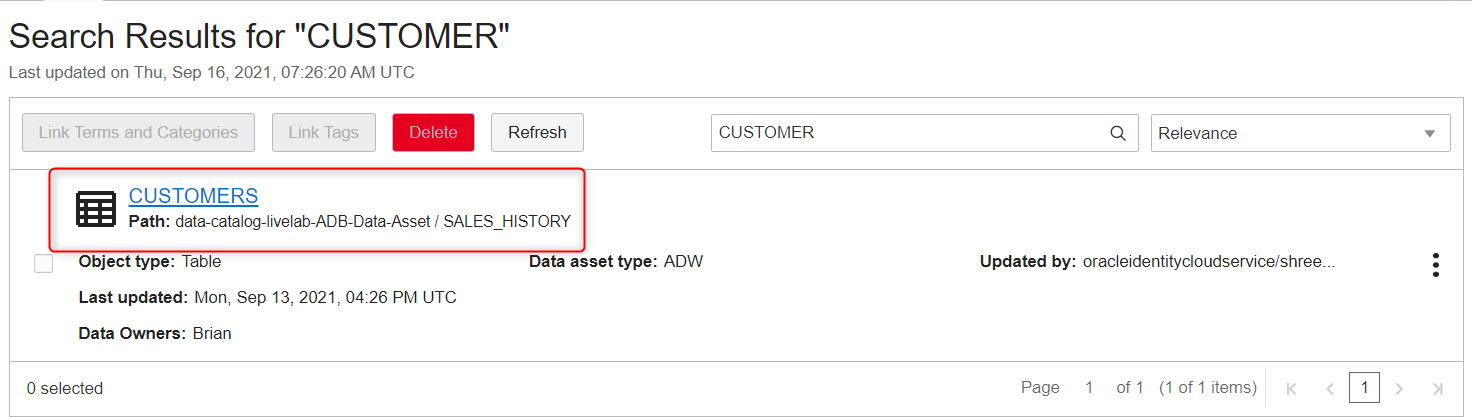 Search Results for "CUSTOMER"
Last updated on Thu, Sep 16, 2021, 07:26:20 AM UTC
Link Terms and Categories Link Tags Delete Refresh CUSTOMER Relevance
CUSTOMERS
Path: data-catalog-livelab-ADB-Data-Asset / SALES_HISTORY
Object type: Table Data asset type: ADW Updated by: oracleidentitycloudservice/shree...
Last updated: Mon, Sep 13, 2021, 04:26 PM UTC
Data Owners: Brian
0 selected Page 1 of 1 (1 of 1 items) 1